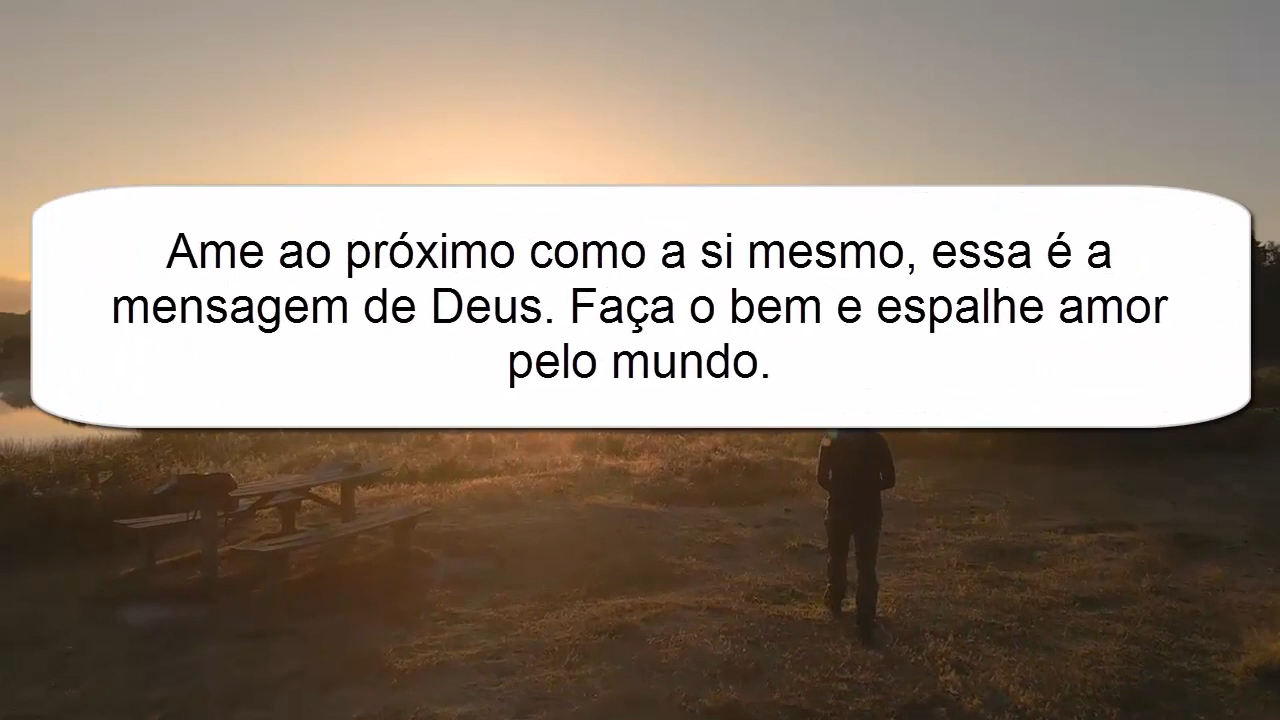 Ame ao próximo como a si mesmo, essa é a
mensagem de Deus. Faça o bem e espalhe amor
pelo mundo.